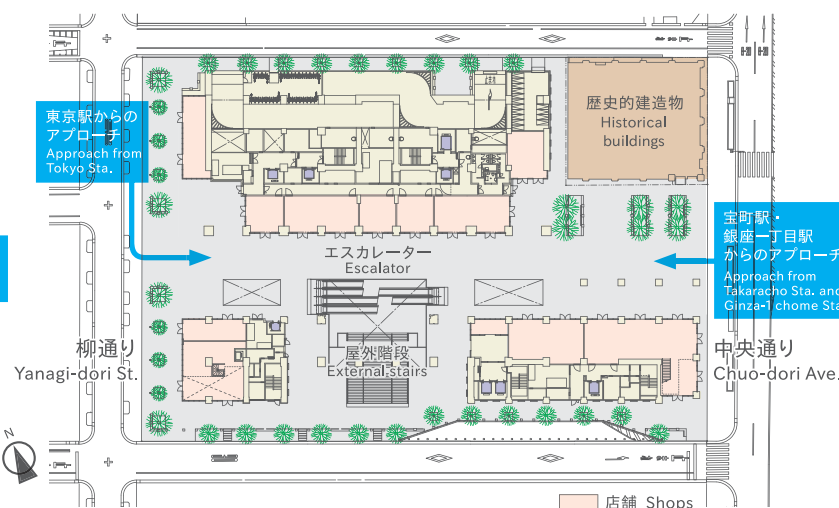 東京駅からの
アプローチ
Approach from
Tokyo Sta.
歴史的建造物
Historical
buildings
エスカレーター
Escalator
宝町駅・
銀座一丁目駅
からのアプローチ
Approach from
Takaracho Sta. and
Ginza-1 chome Sta
屋外階段
External stairs
柳通り
Yanagi-dori St.
中央通り
Chuo-dori Ave.
N
店舗 Shops